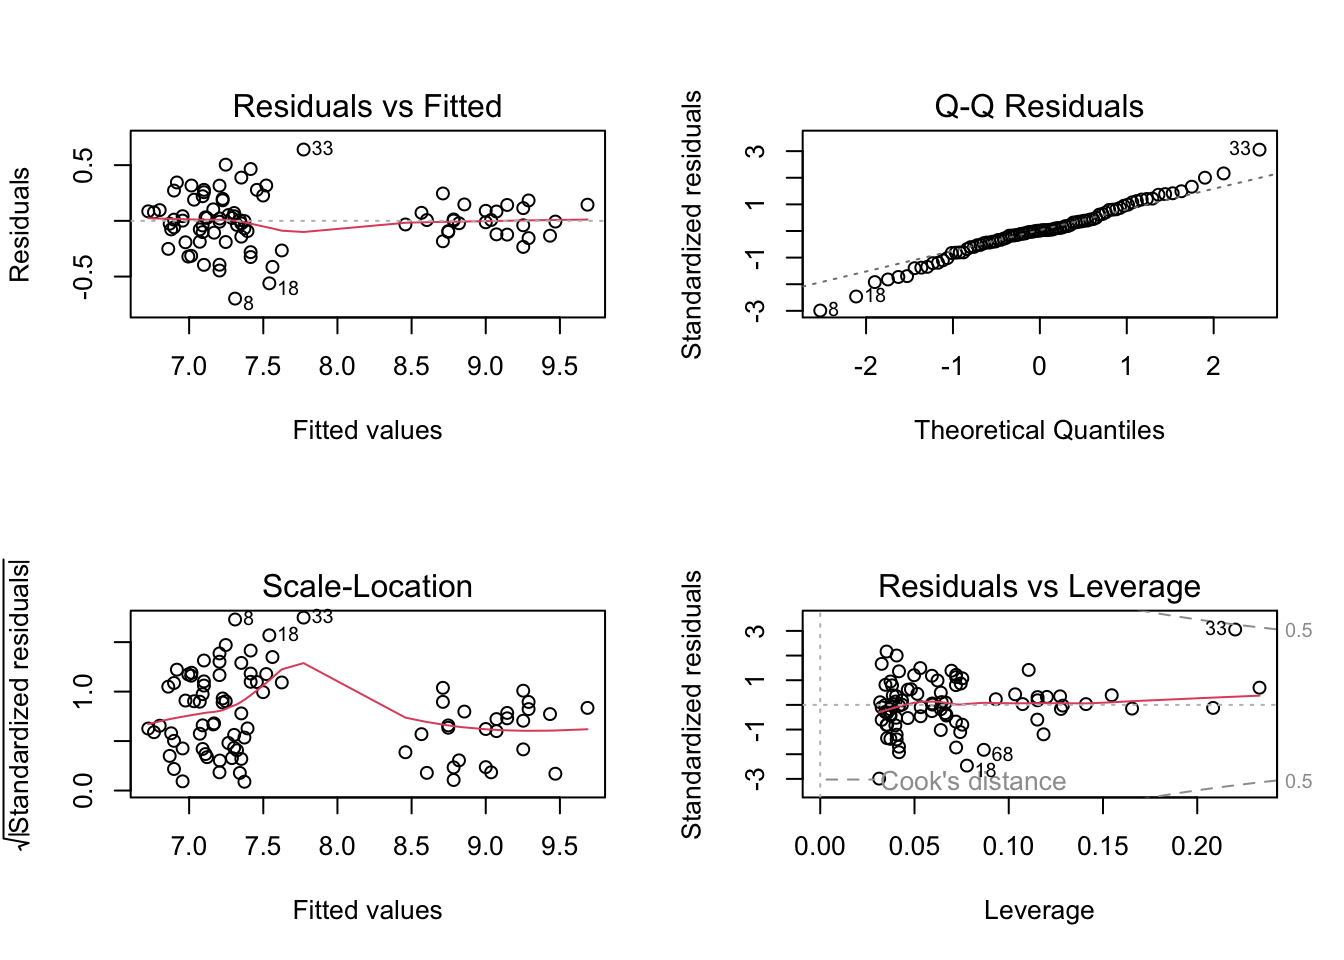 Residuals vs Fitted
Residuals
0.5
-0.5
33
18
8
7.0 7.5 8.0 8.5 9.0 9.5
Fitted values
Q-Q Residuals
Standardized residuals
3
1
-1
-3
33
18
8
-2 -1 0 1 2
Theoretical Quantiles
Scale-Location
√|Standardized residuals|
1.0
0.0
8
33
18
7.0 7.5 8.0 8.5 9.0 9.5
Fitted values
Residuals vs Leverage
Standardized residuals
3
1
-1
-3
33
0.5
68
18
Cook's distance
0.5
0.00 0.05 0.10 0.15 0.20
Leverage